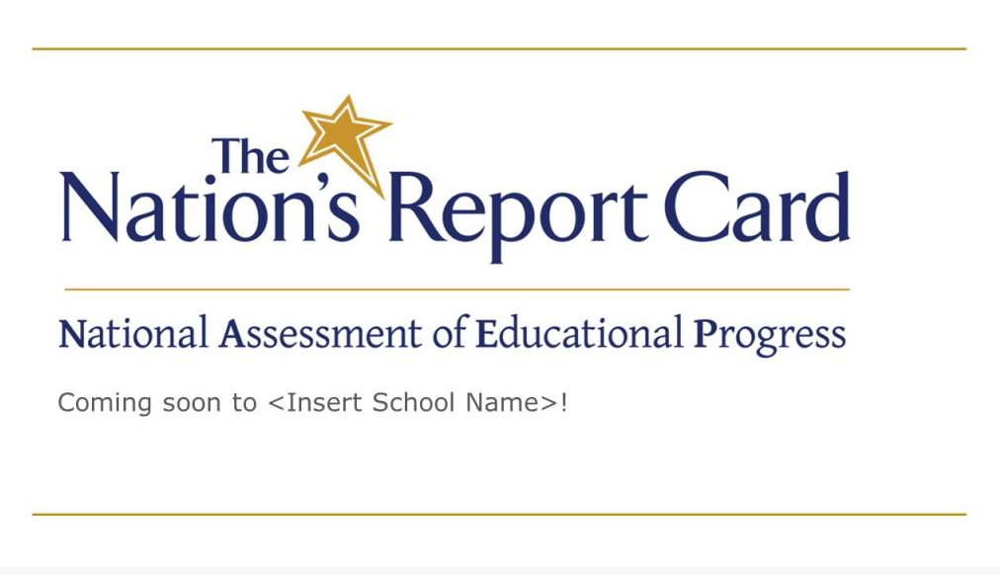 The
Nation's Report Card
National Assessment of Educational Progress
Coming soon to <Insert School Name>!